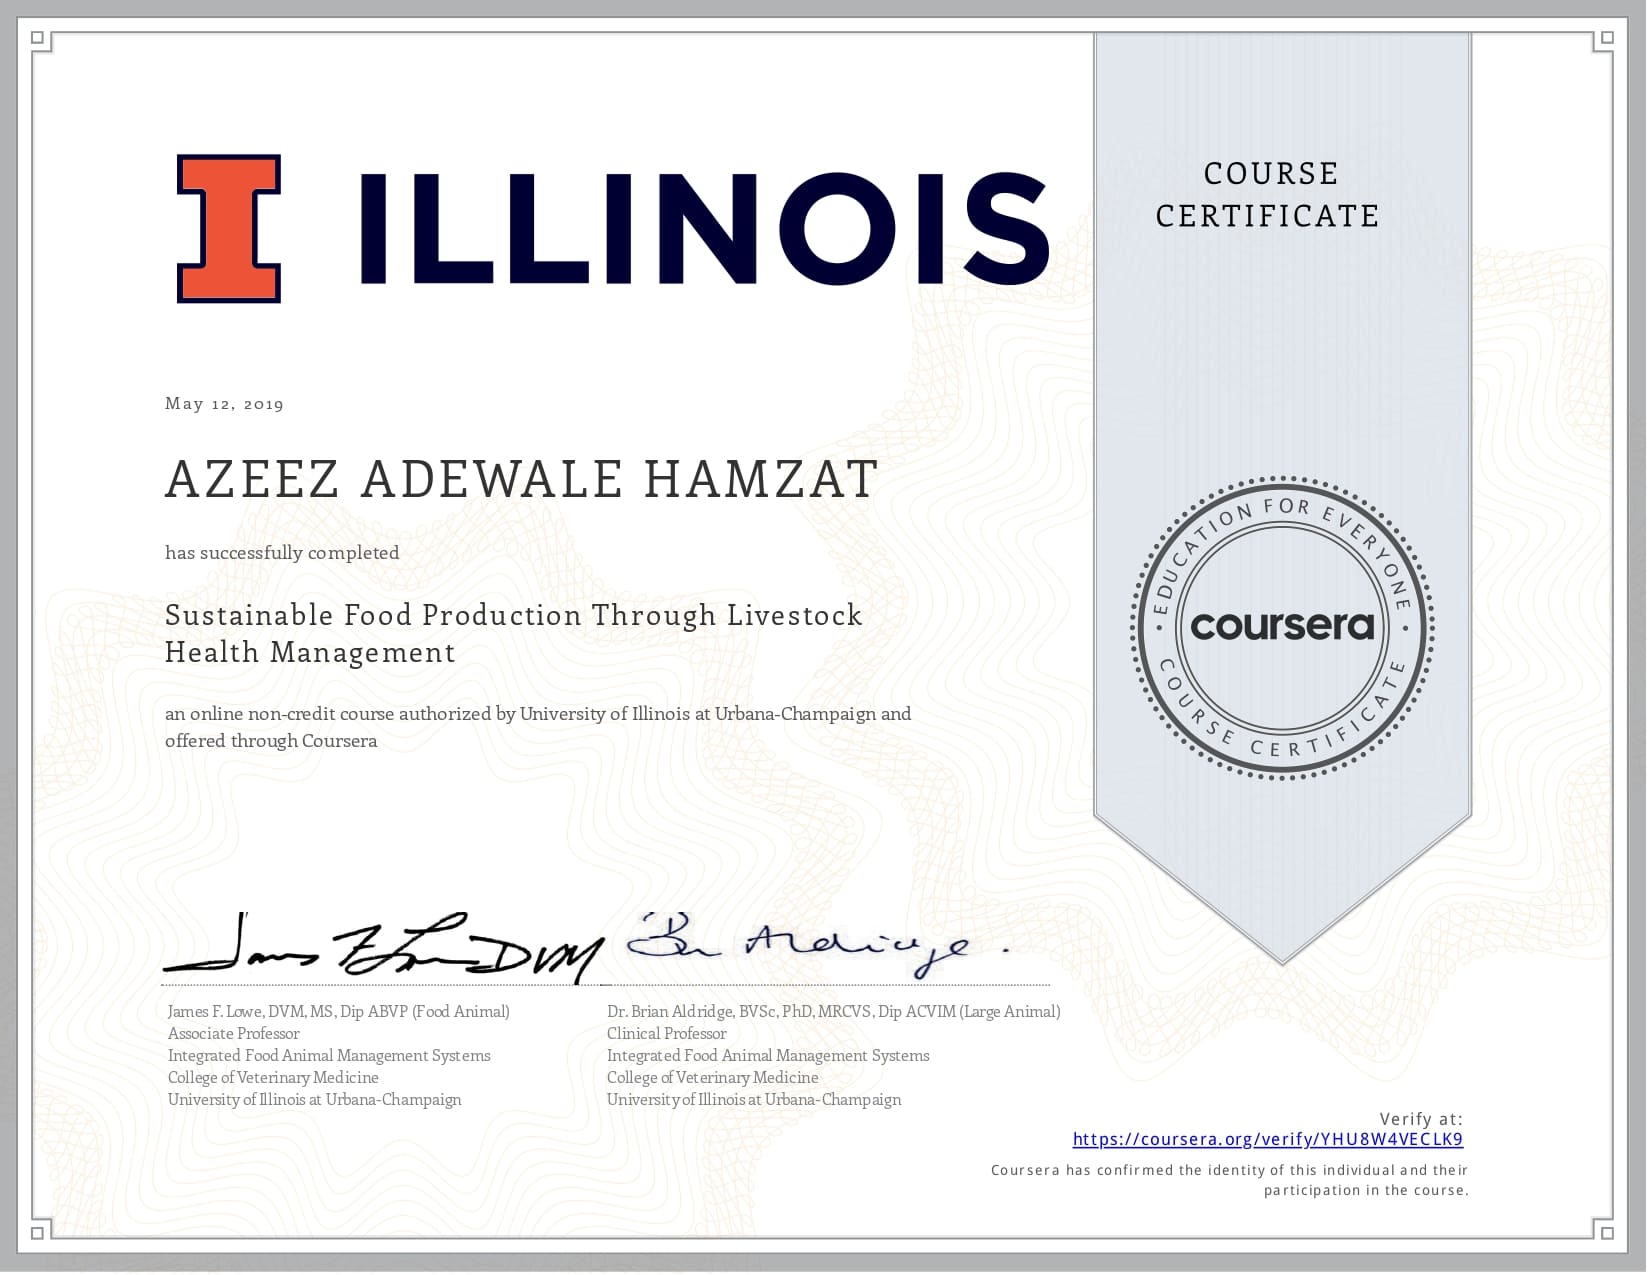 I ILLINOIS
COURSE
CERTIFICATE
May 12, 2019
AZEEZ ADEWALE HAMZAT
has successfully completed
Sustainable Food Production Through Livestock
Health Management
an online non-credit course authorized by University of Illinois at Urbana-Champaign and
offered through Coursera
EDUCATION FOR EVERYONE
coursera
COURSE CERTIFICATE
James F. Lowe DVM
Ben Aldridge
James F. Lowe, DVM, MS, Dip ABVP (Food Animal)
Associate Professor
Integrated Food Animal Management Systems
College of Veterinary Medicine
University of Illinois at Urbana-Champaign
Dr. Brian Aldridge, BVSc, PhD, MRCVS, Dip ACVIM (Large Animal)
Clinical Professor
Integrated Food Animal Management Systems
College of Veterinary Medicine
University of Illinois at Urbana-Champaign
Verify at:
https://coursera.org/verify/YHU8W4VECLK9
Coursera has confirmed the identity of this individual and their
participation in the course.